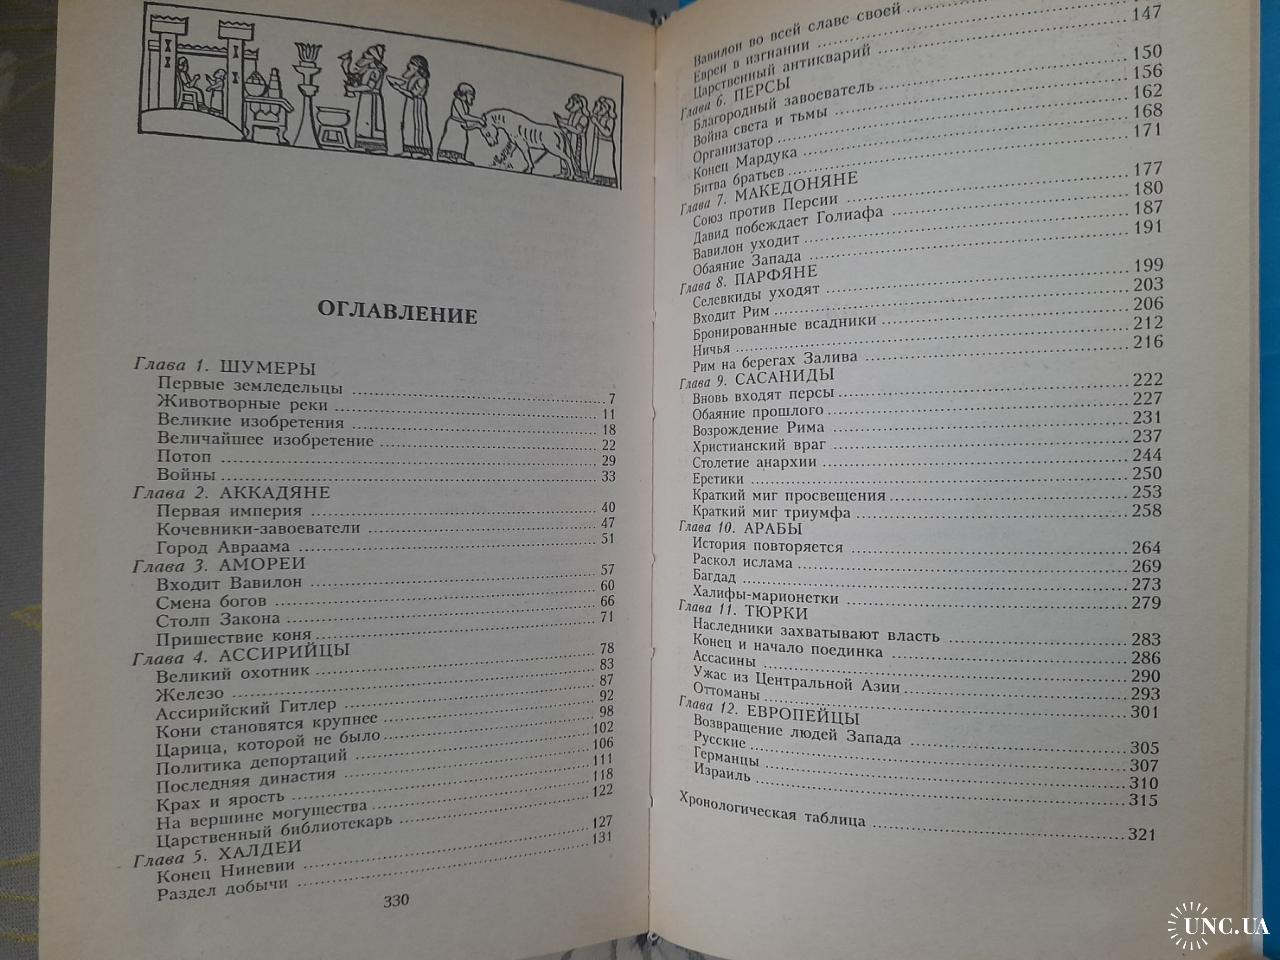 ОГЛАВЛЕНИЕ
Глава 1. ШУМЕРЫ
Первые земледельцы ........ 7
Животворные реки ........ 11
Великие изобретения ........ 18
Величайшее изобретение ........ 22
Потоп ........ 29
Войны ........ 33
Глава 2. АККАДЯНЕ
Первая империя ........ 40
Кочевники-завоеватели ........ 47
Город Авраама ........ 51
Глава 3. АМОРЕИ
Входит Вавилон ........ 57
Смена богов ........ 60
Столп Закона ........ 66
Пришествие коня ........ 71
Глава 4. АССИРИЙЦЫ
Великий охотник ........ 78
Железо ........ 83
Ассирийский Гитлер ........ 87
Кони становятся крупнее ........ 92
Царица, которой не было ........ 98
Политика депортаций ........ 102
Последняя династия ........ 106
Крах и ярость ........ 111
На вершине могущества ........ 118
Царственный библиотекарь ........ 122
Глава 5. ХАЛДЕИ
Конец Ниневии ........ 127
Раздел добычи ........ 131
330
Вавилон во всей славе своей ........
Евреи в изгнании ........
Царственный антикварий ........ 147
Глава 6. ПЕРСЫ
Благородный завоеватель ........ 150
Война света и тьмы ........ 156
Организатор ........ 162
Конец Мардука ........ 168
Битва братьев ........ 171
Глава 7. МАКЕДОНЯНЕ
Союз против Персии ........ 177
Давид побеждает Голиафа ........ 180
Вавилон уходит ........ 187
Обаяние Запада ........ 191
Глава 8. ПАРФЯНЕ
Селевкиды уходят ........ 199
Входит Рим ........ 203
Бронированные всадники ........ 206
Ничья ........ 212
Рим на берегах Залива ........ 216
Глава 9. САСАНИДЫ
Вновь входят персы ........ 222
Обаяние прошлого ........ 227
Возрождение Рима ........ 231
Христианский враг ........ 237
Столетие анархии ........ 244
Еретики ........ 250
Краткий миг просвещения ........ 253
Краткий миг триумфа ........ 258
Глава 10. АРАБЫ
История повторяется ........ 264
Раскол ислама ........ 269
Багдад ........ 273
Халифы-марионетки ........ 279
Глава 11. ТЮРКИ
Наследники захватывают власть ........ 283
Конец и начало поединка ........ 286
Ассасины ........ 290
Ужас из Центральной Азии ........ 293
Оттоманы ........ 301
Глава 12. ЕВРОПЕЙЦЫ
Возвращение людей Запада ........ 305
Русские ........ 307
Германцы ........ 310
Израиль ........ 315
Хронологическая таблица ........ 321
UNC.UA